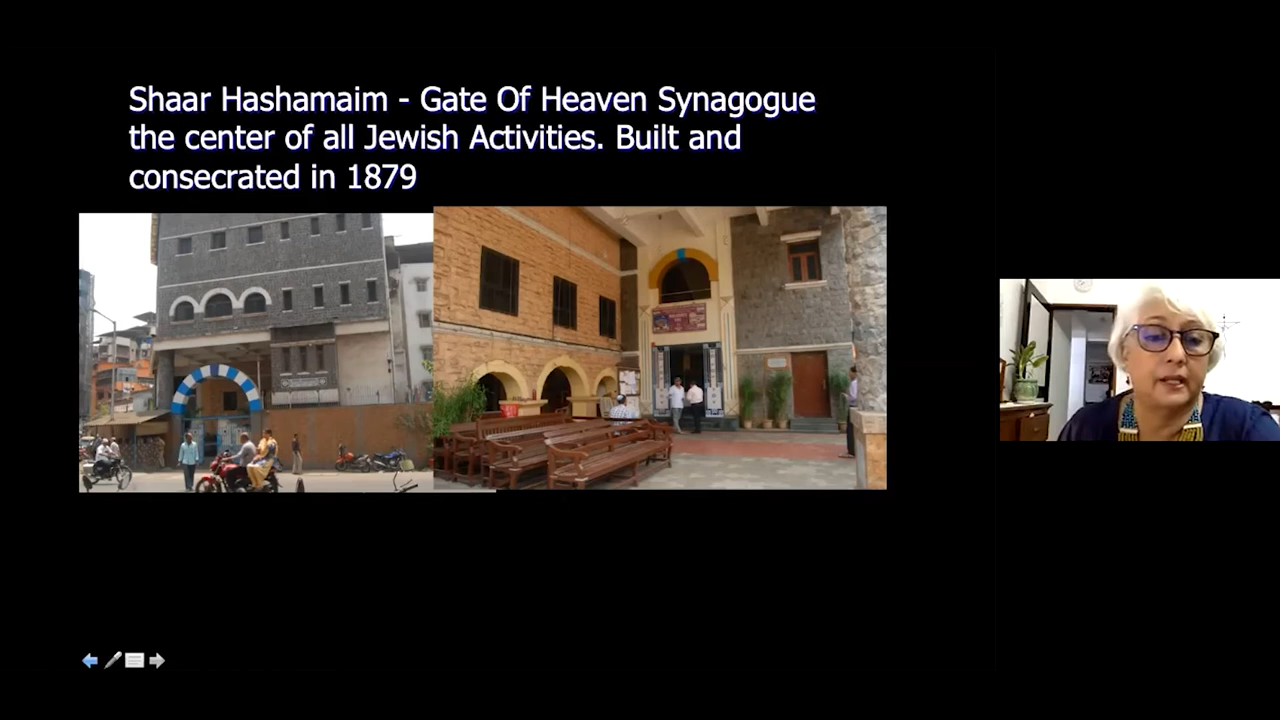 Shaar Hashamaim - Gate Of Heaven Synagogue
the center of all Jewish Activities. Built and
consecrated in 1879